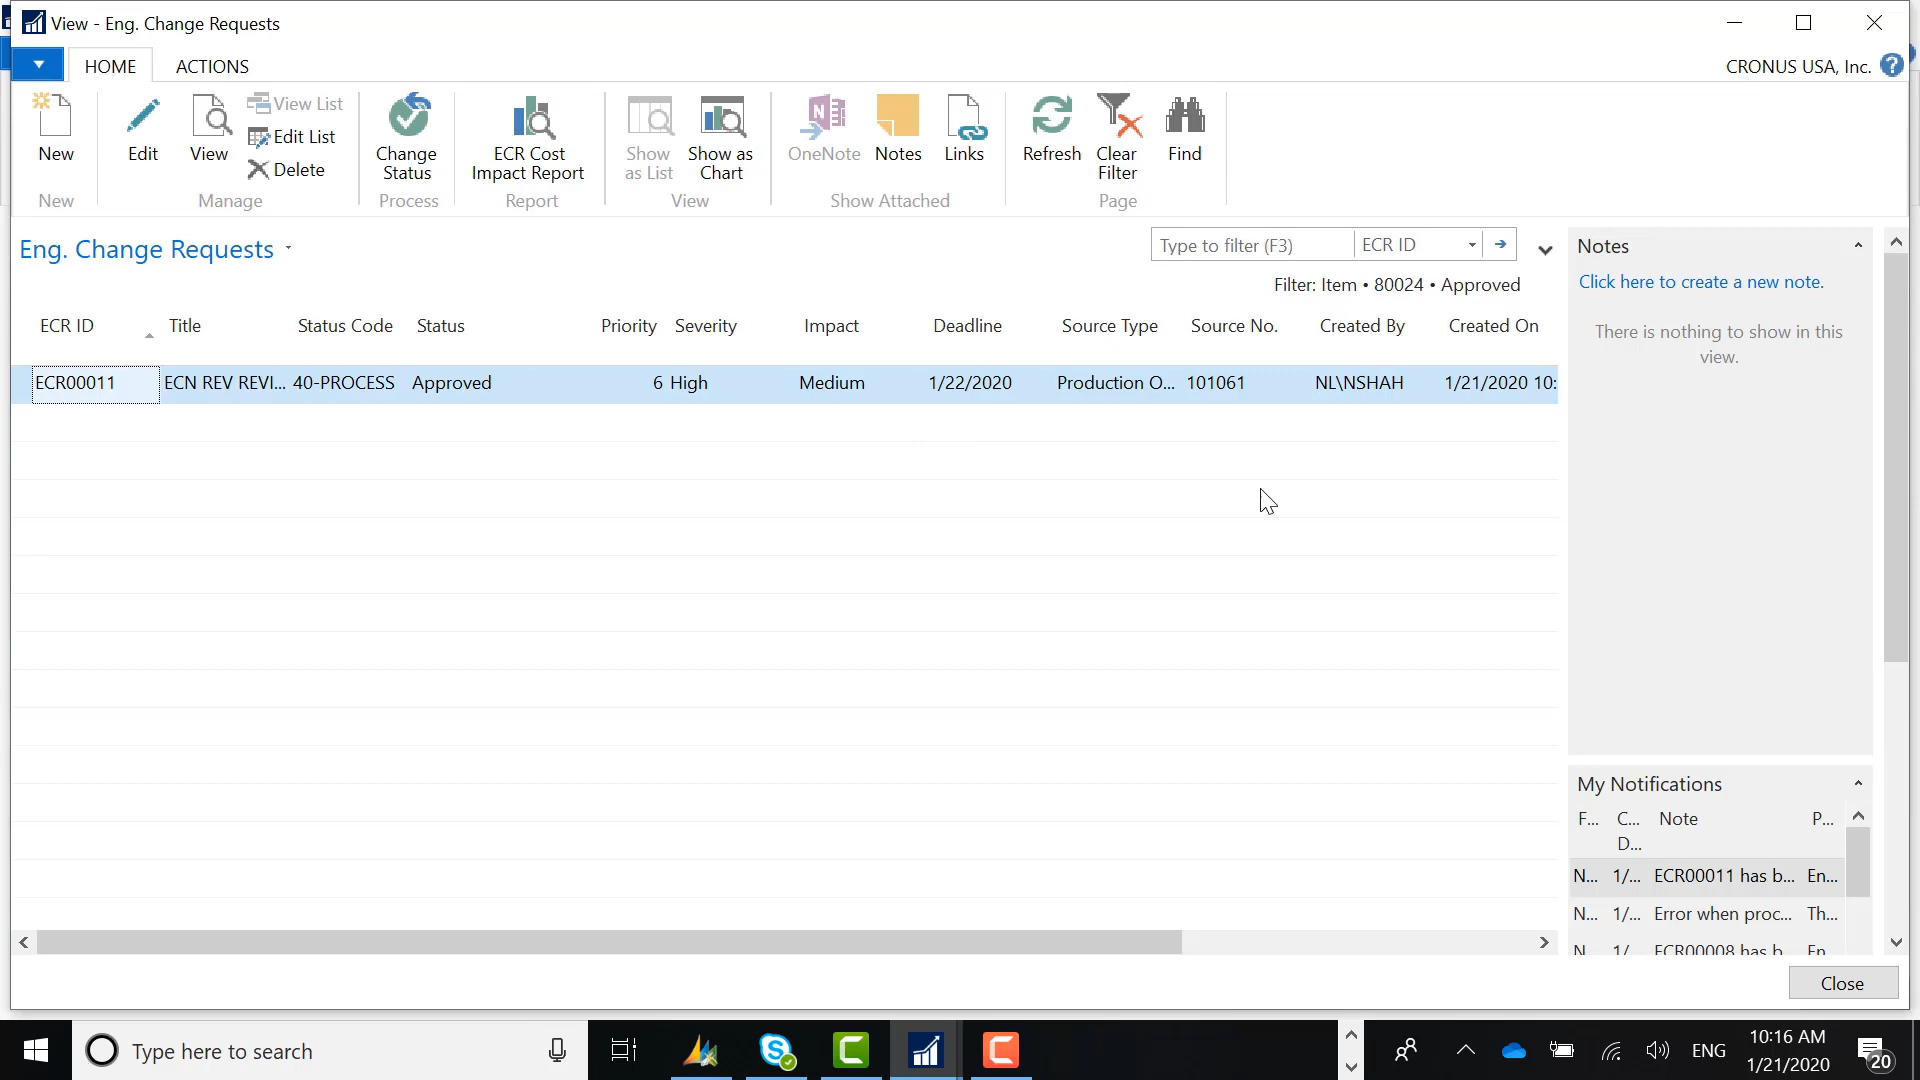 View - Eng. Change Requests
HOME
ACTIONS
CRONUS USA, Inc.
?
New
Edit
View
View List
Edit List
Delete
Change
Status
ECR Cost
Impact Report
Show
as List
Show as
Chart
OneNote
Notes
Links
Refresh
Clear
Filter
Find
New
Manage
Process
Report
View
Show Attached
Page
Eng. Change Requests
Type to filter (F3)
ECR ID
Filter: Item • 80024 • Approved
ECR ID Title Status Code Status Priority Severity Impact Deadline Source Type Source No. Created By Created On
ECR00011 ECN REV REVI... 40-PROCESS Approved 6 High Medium 1/22/2020 Production O... 101061 NL\NSHAH 1/21/2020 10:
Notes
Click here to create a new note.
There is nothing to show in this
view.
My Notifications
F... C... Note P...
D...
N... 1/... ECR00011 has b... En...
N... 1/... Error when proc... Th...
N 1/ ECR00008 has b En
Close
Type here to search
ENG
10:16 AM
1/21/2020
20